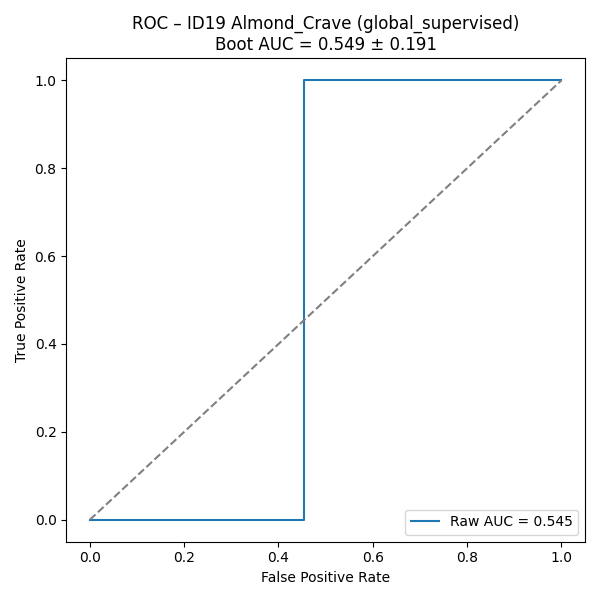 ROC – ID19 Almond_Crave (global_supervised)
Boot AUC = 0.549 ± 0.191
True Positive Rate
1.0
0.8
0.6
0.4
0.2
0.0
Raw AUC = 0.545
0.0 0.2 0.4 0.6 0.8 1.0
False Positive Rate